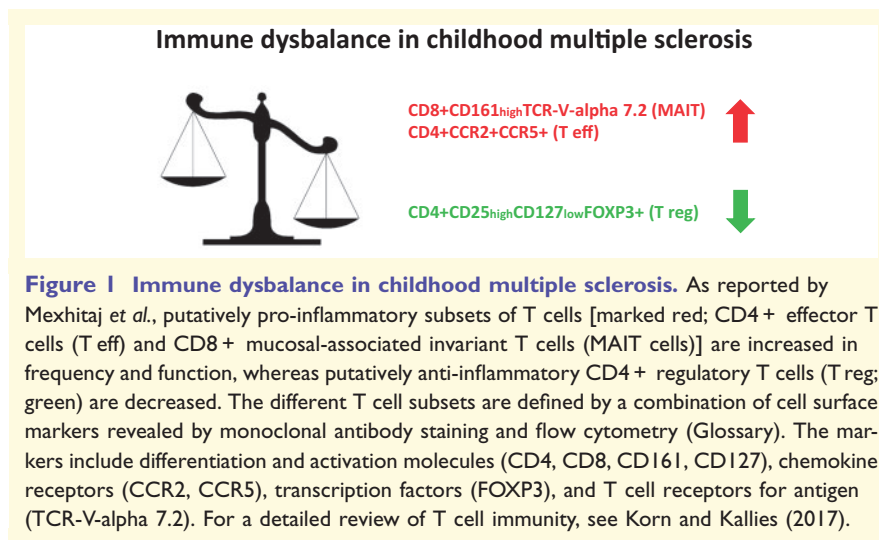 Immune dysbalance in childhood multiple sclerosis
CD8+CD161highTCR-V-alpha 7.2 (MAIT)
CD4+CCR2+CCR5+ (T eff)
CD4+CD25highCD127lowFOXP3+ (T reg)
Figure 1 Immune dysbalance in childhood multiple sclerosis. As reported by
Mexhitaj et al., putatively pro-inflammatory subsets of T cells [marked red; CD4+ effector T
cells (T eff) and CD8+ mucosal-associated invariant T cells (MAIT cells)] are increased in
frequency and function, whereas putatively anti-inflammatory CD4+ regulatory T cells (T reg;
green) are decreased. The different T cell subsets are defined by a combination of cell surface
markers revealed by monoclonal antibody staining and flow cytometry (Glossary). The mar-
kers include differentiation and activation molecules (CD4, CD8, CD161, CD127), chemokine
receptors (CCR2, CCR5), transcription factors (FOXP3), and T cell receptors for antigen
(TCR-V-alpha 7.2). For a detailed review of T cell immunity, see Korn and Kallies (2017).